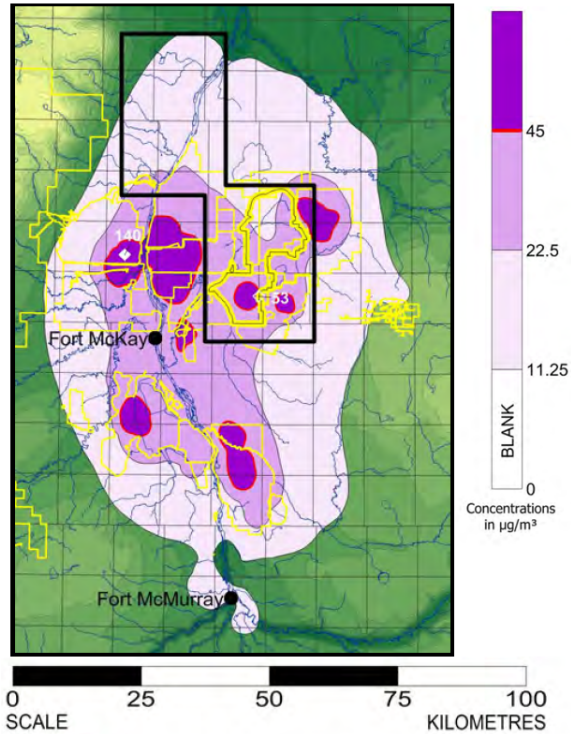 140
53
Fort McKay
Fort McMurray
45
22.5
11.25
BLANK
0
Concentrations
in µg/m³
0 25 50 75 100
SCALE KILOMETRES